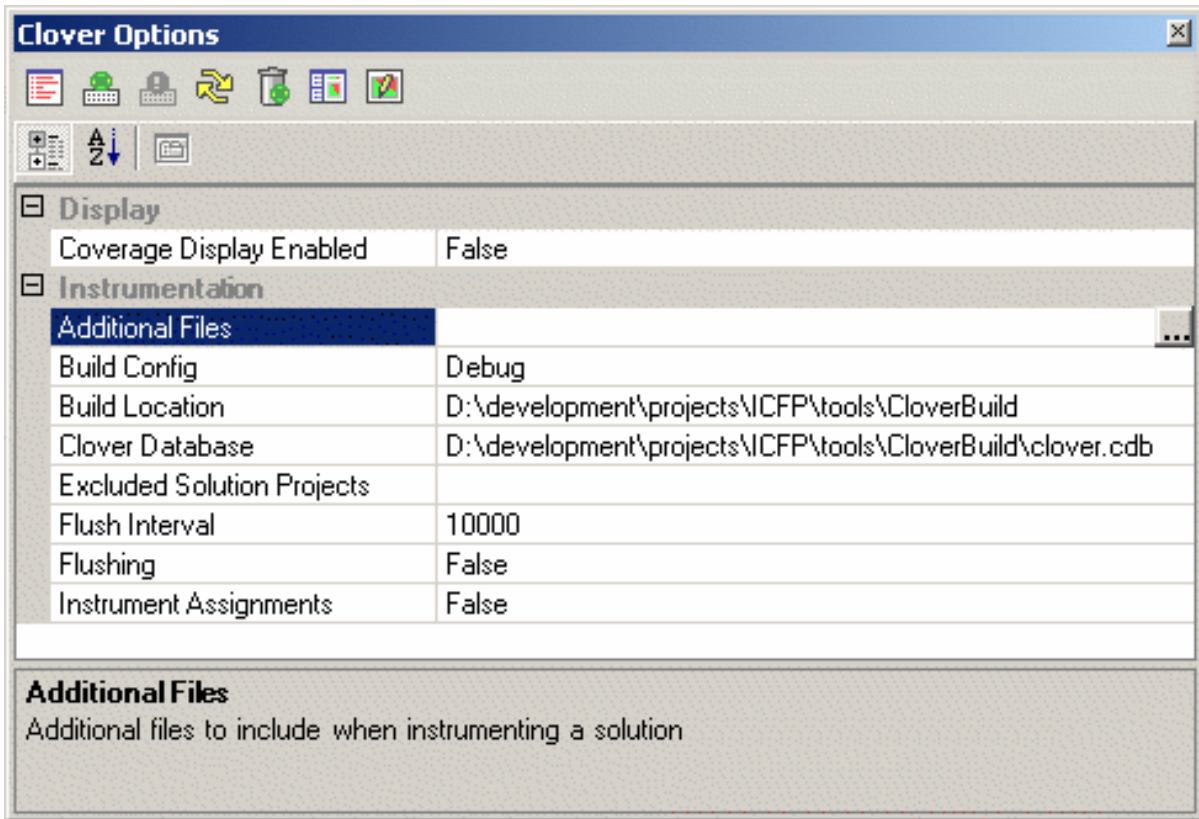 Clover Options
Display
Coverage Display Enabled False
Instrumentation
Additional Files ...
Build Config Debug
Build Location D:\development\projects\ICFP\tools\CloverBuild
Clover Database D:\development\projects\ICFP\tools\CloverBuild\clover.cdb
Excluded Solution Projects
Flush Interval 10000
Flushing False
Instrument Assignments False
Additional Files
Additional files to include when instrumenting a solution